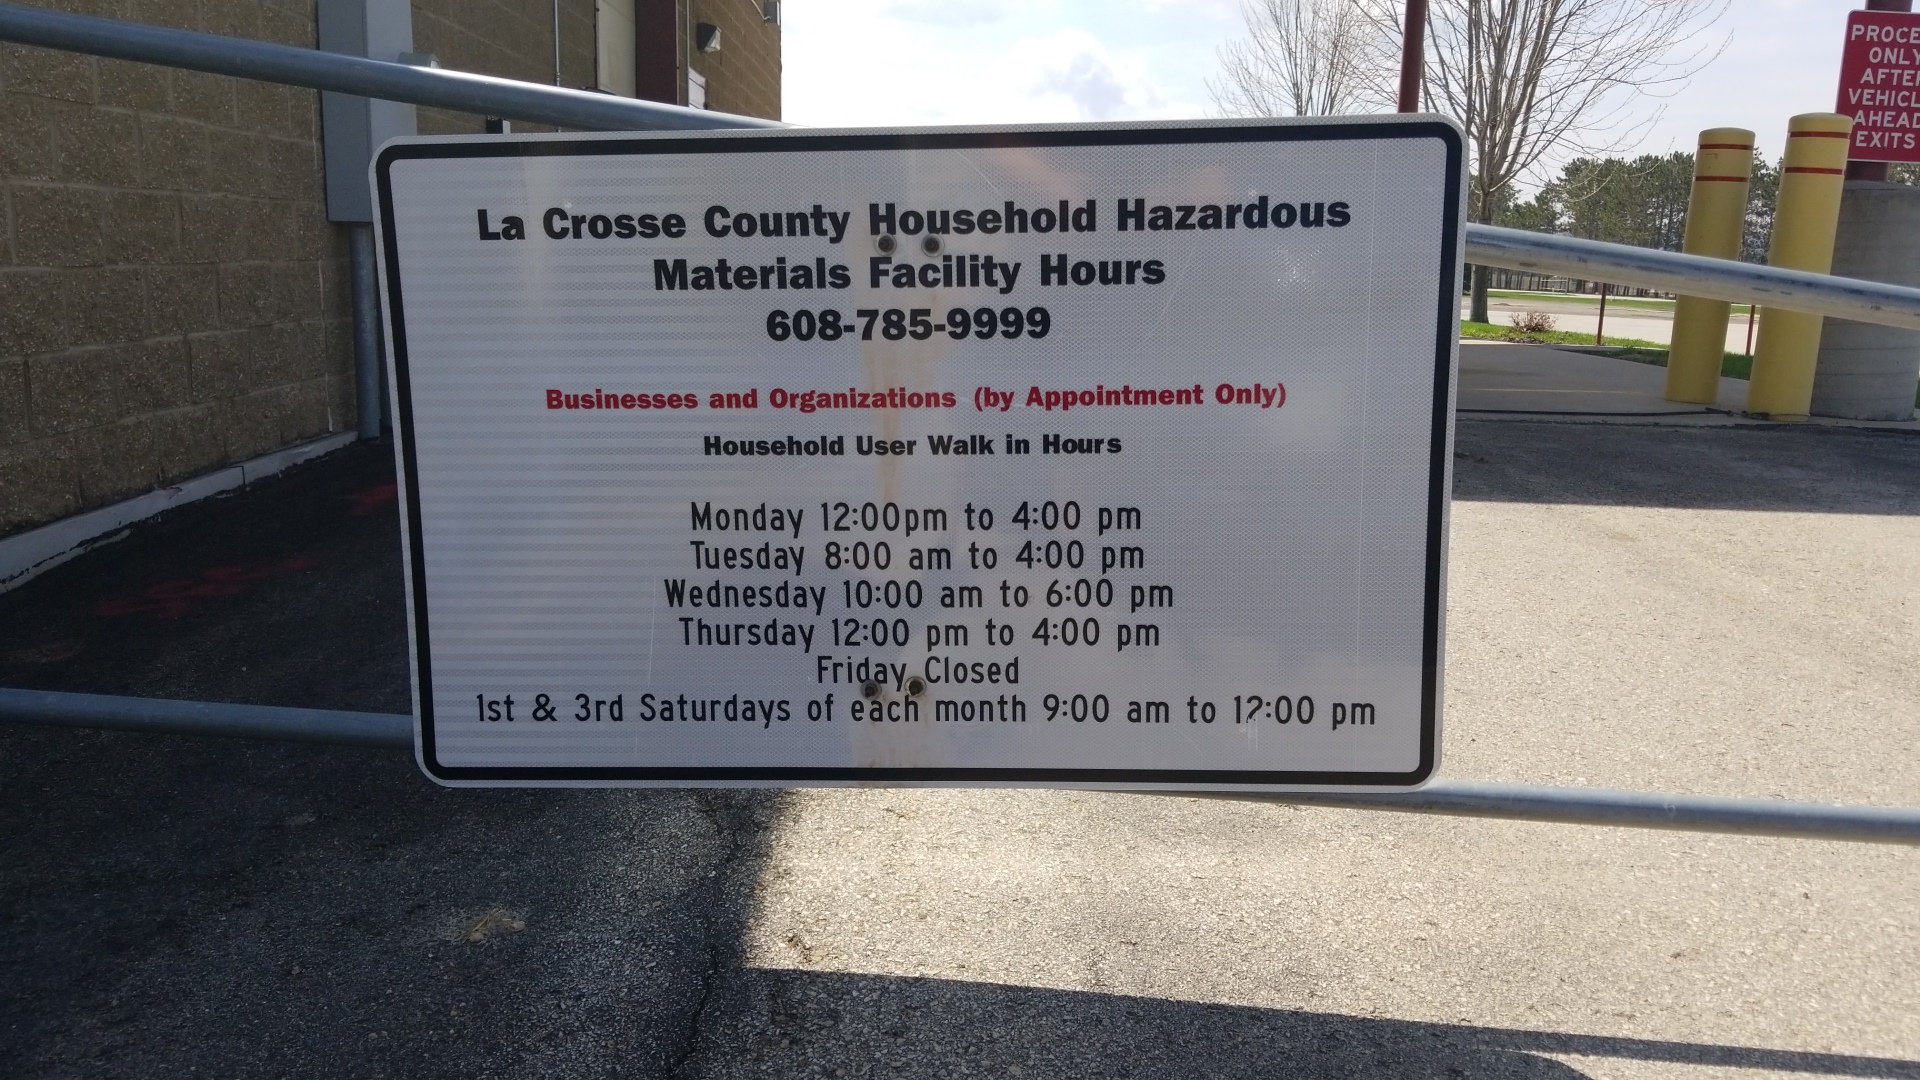 La Crosse County Household Hazardous
Materials Facility Hours
608-785-9999
Businesses and Organizations (by Appointment Only)
Household User Walk in Hours
Monday 12:00pm to 4:00 pm
Tuesday 8:00 am to 4:00 pm
Wednesday 10:00 am to 6:00 pm
Thursday 12:00 pm to 4:00 pm
Friday Closed
1st & 3rd Saturdays of each month 9:00 am to 12:00 pm
ONLY
AHEAD
EXITS